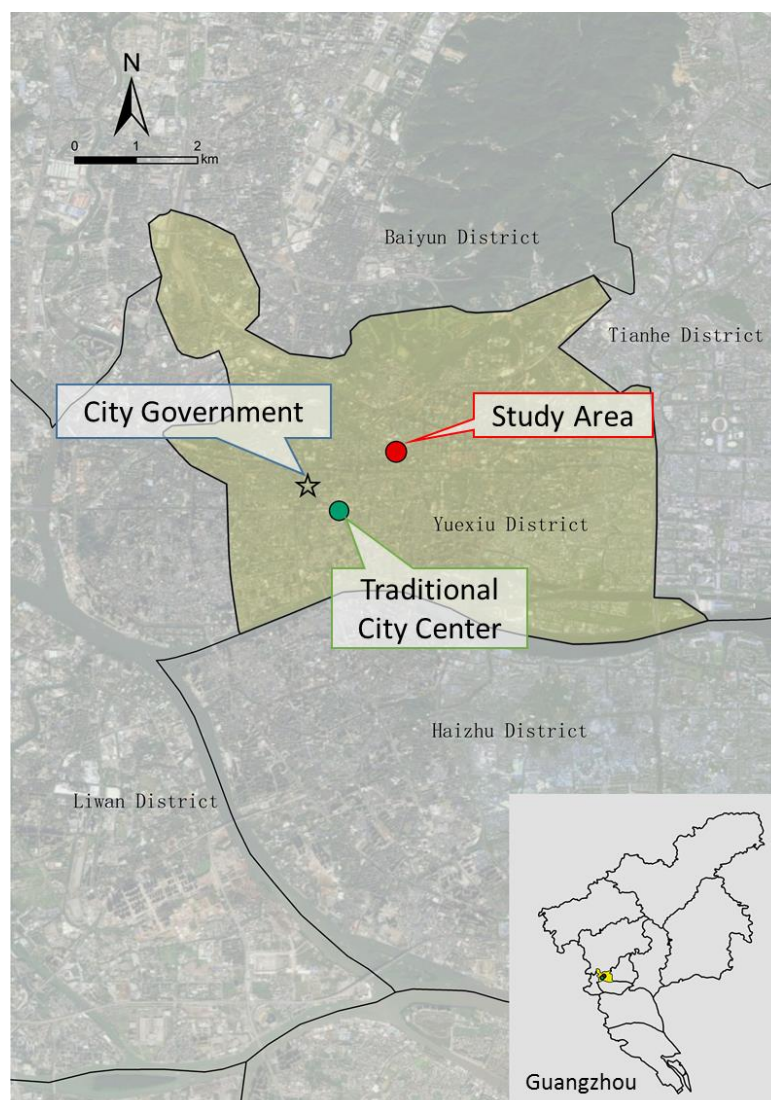 N
0 1 2
km
Baiyun District
Tianhe District
City Government
Study Area
Yuexiu District
Traditional
City Center
Haizhu District
Liwan District
Guangzhou